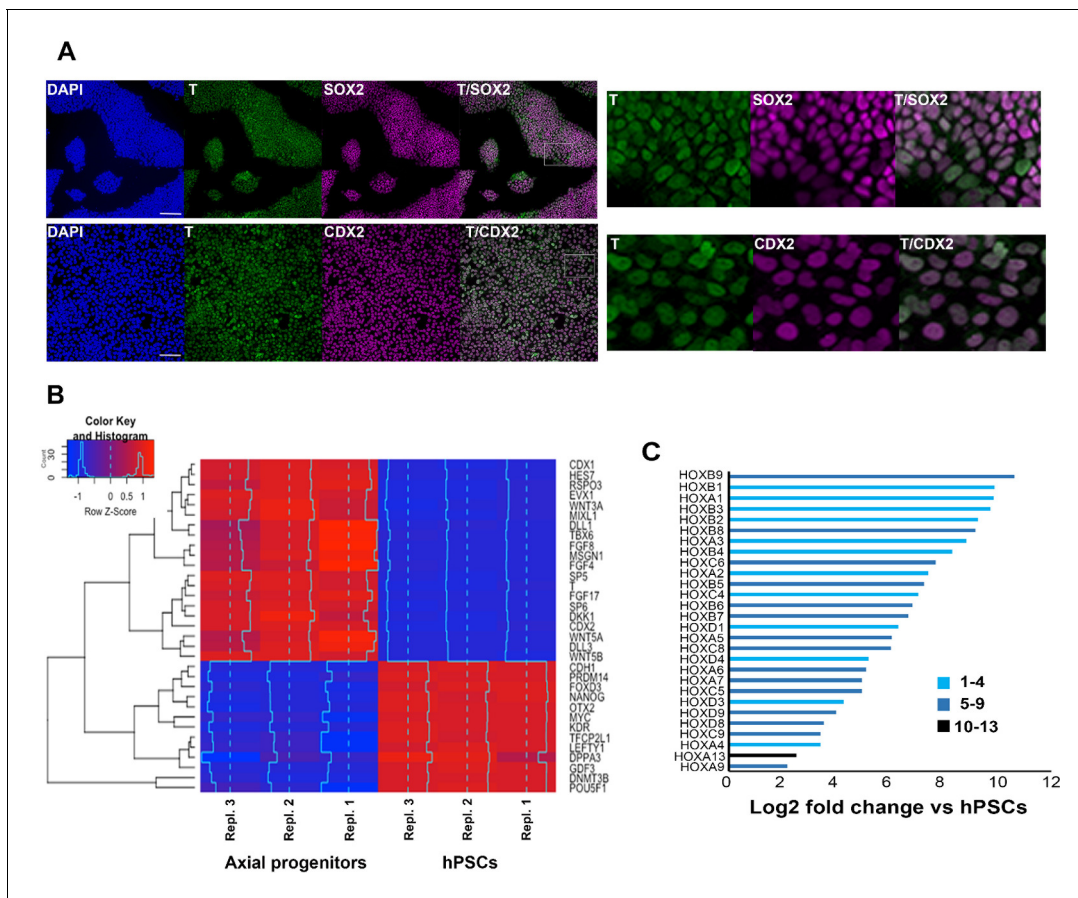 A
DAPI T SOX2 T/SOX2
T SOX2 T/SOX2
DAPI T CDX2 T/CDX2
T CDX2 T/CDX2
B
Color Key
and Histogram
Count
0 30
-1 0 0.5 1
Row Z-Score
CDX1
HES7
RSPO3
EVX1
WNT3A
MIXL1
DLL1
TBX6
FGF8
MSGN1
FGF4
SP5
T
FGF17
SP6
DKK1
CDX2
WNT5A
DLL3
WNT5B
CDH1
PRDM14
FOXD3
NANOG
OTX2
MYC
KDR
TFCP2L1
LEFTY1
DPPA3
GDF3
DNMT3B
POU5F1
Repl. 3 Repl. 2 Repl. 1 Repl. 3 Repl. 2 Repl. 1
Axial progenitors hPSCs
C
HOXB9
HOXB1
HOXA1
HOXB3
HOXB2
HOXB8
HOXA3
HOXB4
HOXC6
HOXA2
HOXB5
HOXC4
HOXB6
HOXB7
HOXD1
HOXA5
HOXC8
HOXD4
HOXA6
HOXA7
HOXC5
HOXD3
HOXD9
HOXD8
HOXC9
HOXA4
HOXA13
HOXA9
1-4
5-9
10-13
0 2 4 6 8 10 12
Log2 fold change vs hPSCs